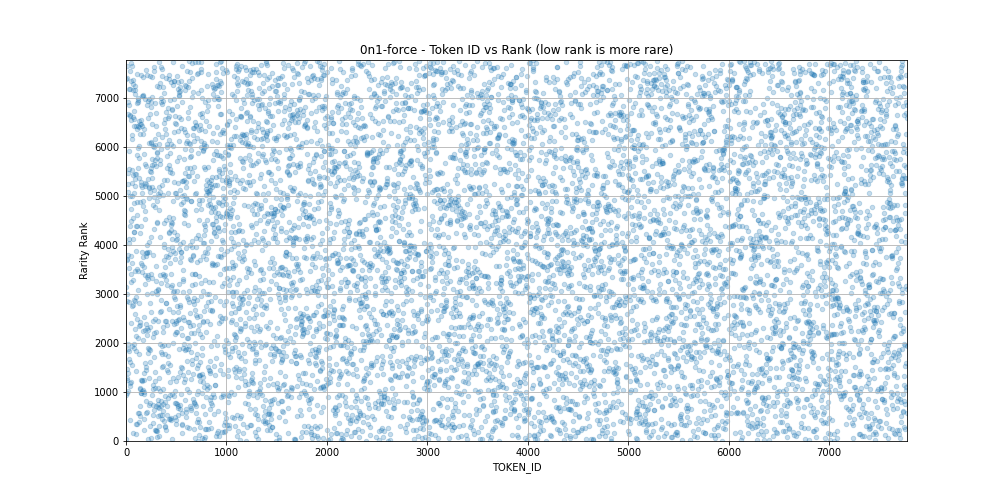 0n1-force - Token ID vs Rank (low rank is more rare)
Rarity Rank
7000
6000
5000
4000
3000
2000
1000
0
0 1000 2000 3000 4000 5000 6000 7000
TOKEN_ID